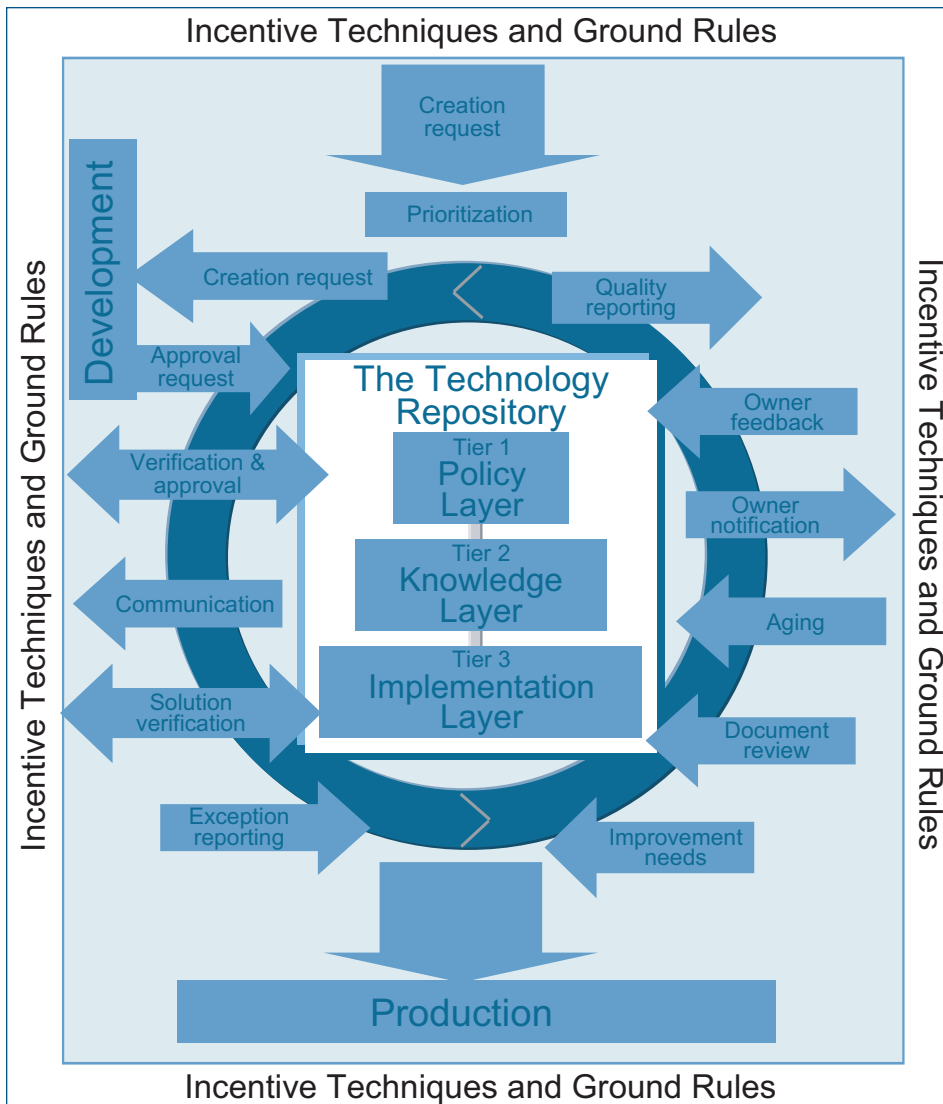 Incentive Techniques and Ground Rules
Creation
request
Prioritization
Development
Creation request
Quality
reporting
Approval
request
The Technology
Repository
Owner
feedback
Tier 1
Policy
Layer
Verification &
approval
Owner
notification
Tier 2
Knowledge
Layer
Communication
Aging
Tier 3
Implementation
Layer
Solution
verification
Document
review
Exception
reporting
Improvement
needs
Production
Incentive Techniques and Ground Rules
Incentive Techniques and Ground Rules
Incentive Techniques and Ground Rules